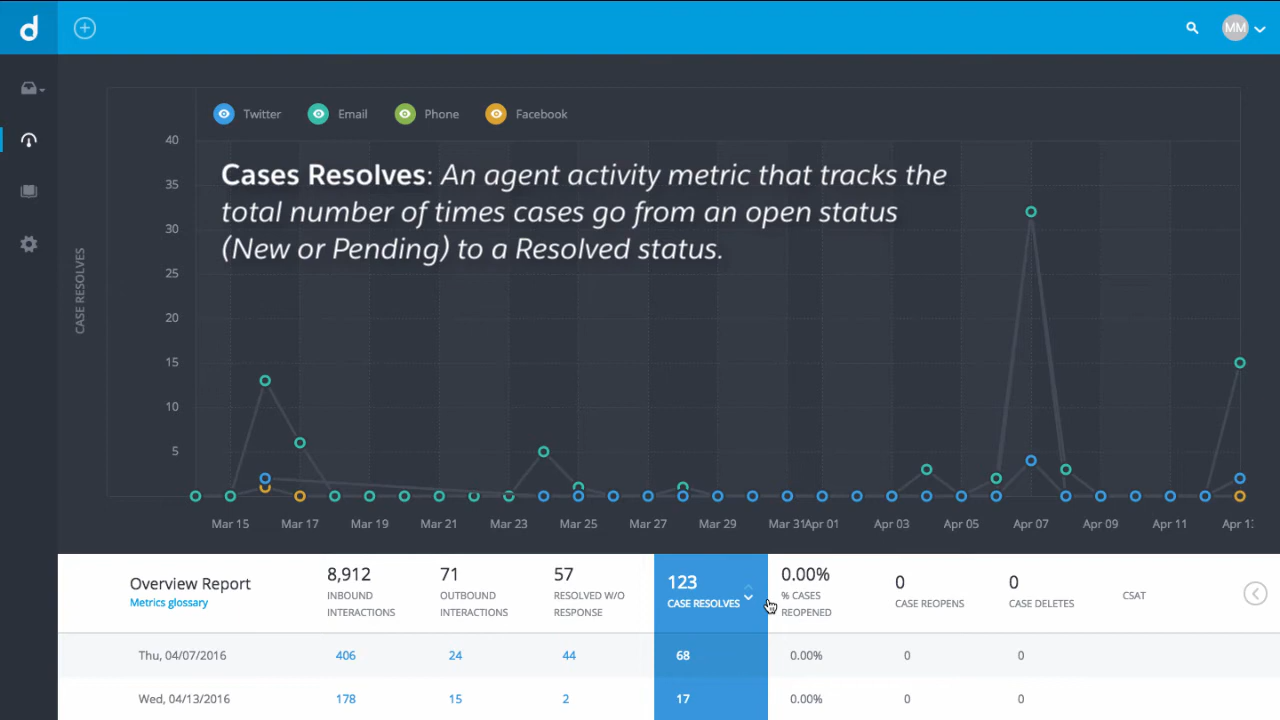 d
MM
Twitter
Email
Phone
Facebook
40
35
30
25
20
15
10
5
CASE RESOLVES
Cases Resolves: An agent activity metric that tracks the
total number of times cases go from an open status
(New or Pending) to a Resolved status.
Mar 15
Mar 17
Mar 19
Mar 21
Mar 23
Mar 25
Mar 27
Mar 29
Mar 31
Apr 01
Apr 03
Apr 05
Apr 07
Apr 09
Apr 11
Apr 1
Overview Report
Metrics glossary
8,912
INBOUND
INTERACTIONS
71
OUTBOUND
INTERACTIONS
57
RESOLVED W/O
RESPONSE
123
CASE RESOLVES
0.00%
% CASES
REOPENED
0
CASE REOPENS
0
CASE DELETES
CSAT
Thu, 04/07/2016 406 24 44 68 0.00% 0 0
Wed, 04/13/2016 178 15 2 17 0.00% 0 0